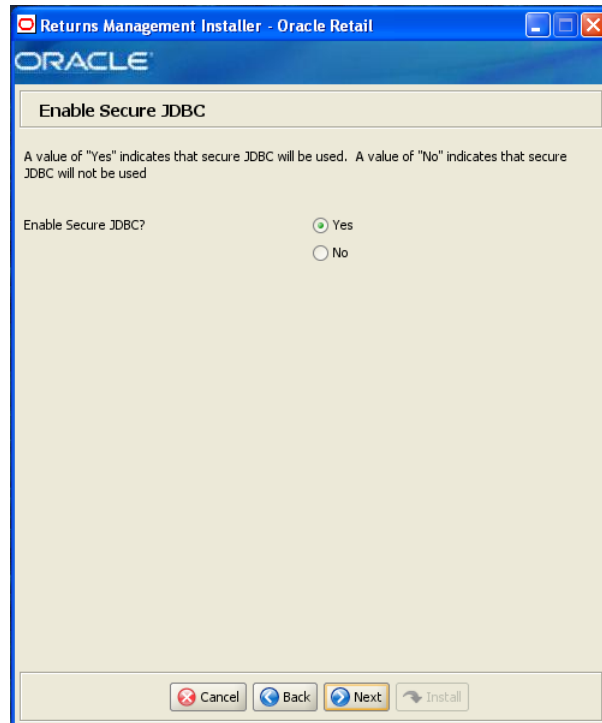 Returns Management Installer - Oracle Retail
ORACLE
Enable Secure JDBC
A value of "Yes" indicates that secure JDBC will be used.  A value of "No" indicates that secure
JDBC will not be used
Enable Secure JDBC?
Yes
No
Cancel
Back
Next
Install